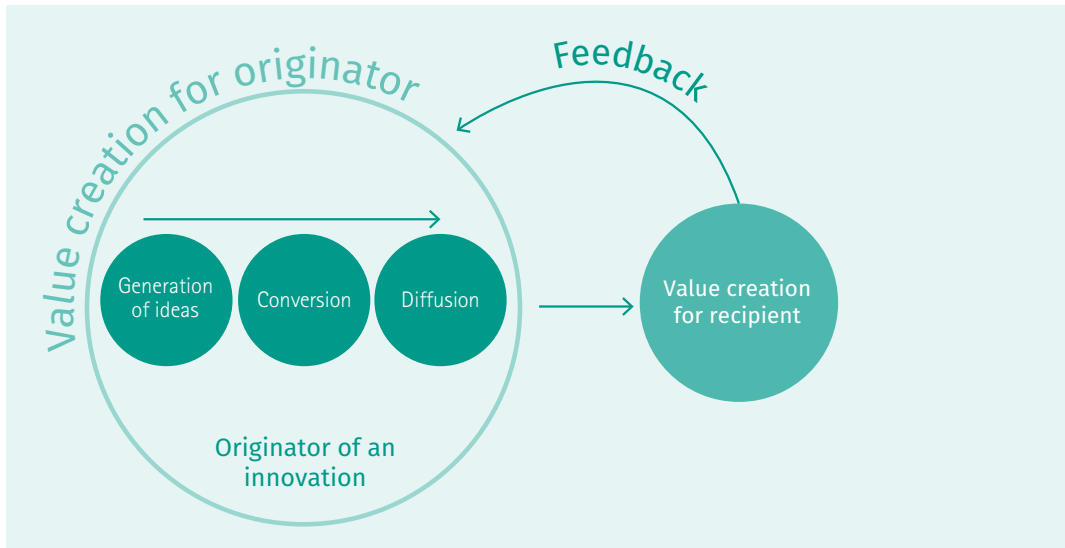 Value creation for originator
Feedback
Generation
of ideas
Conversion
Diffusion
Value creation
for recipient
Originator of an
innovation